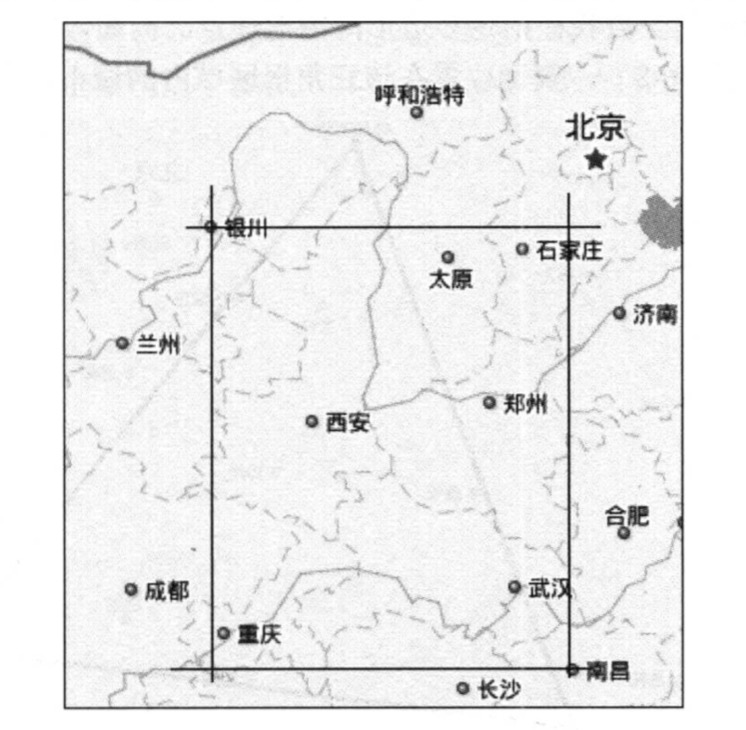 呼和浩特
北京
银川
石家庄
太原
济南
兰州
郑州
西安
合肥
成都
武汉
重庆
南昌
长沙